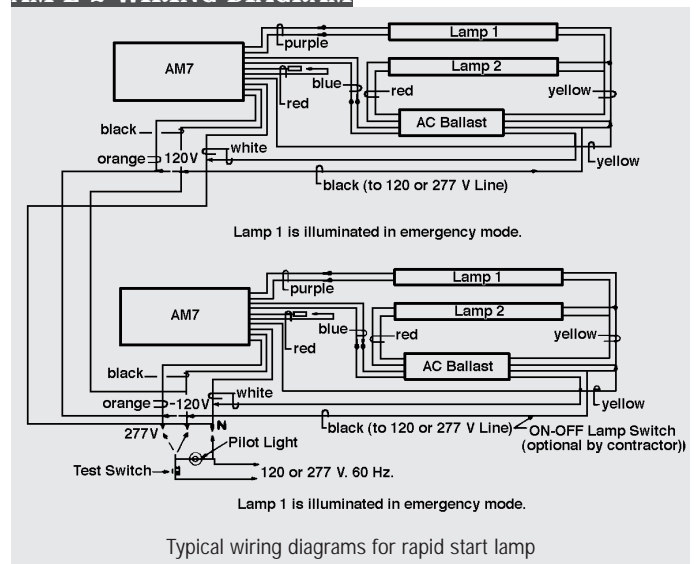 Lamp 1
purple
AM7
Lamp 2
blue
red
yellow
red
AC Ballast
black
white
orange
120V
yellow
black (to 120 or 277 V Line)
Lamp 1 is illuminated in emergency mode.
Lamp 1
purple
AM7
Lamp 2
blue
red
yellow
red
AC Ballast
black
white
orange
120V
yellow
277V
N
black (to 120 or 277 V Line)
ON-OFF Lamp Switch
(optional by contractor))
Pilot Light
Test Switch
120 or 277 V. 60 Hz.
Lamp 1 is illuminated in emergency mode.
Typical wiring diagrams for rapid start lamp